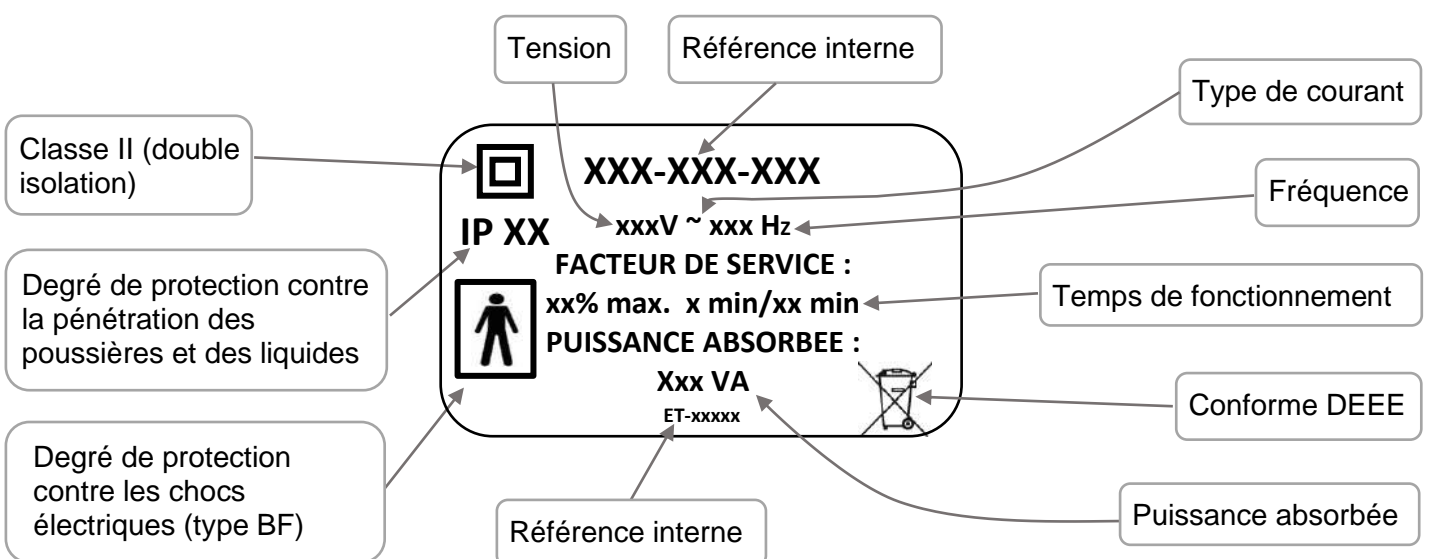 Tension
Référence interne
Type de courant
Classe II (double
isolation)
XXX-XXX-XXX
Fréquence
IP XX
xxxV ~ xxx Hz
FACTEUR DE SERVICE :
Degré de protection contre
la pénétration des
poussières et des liquides
xx% max. x min/xx min
Temps de fonctionnement
PUISSANCE ABSORBEE :
Xxx VA
ET-xxxxx
Conforme DEEE
Degré de protection
contre les chocs
électriques (type BF)
Référence interne
Puissance absorbée